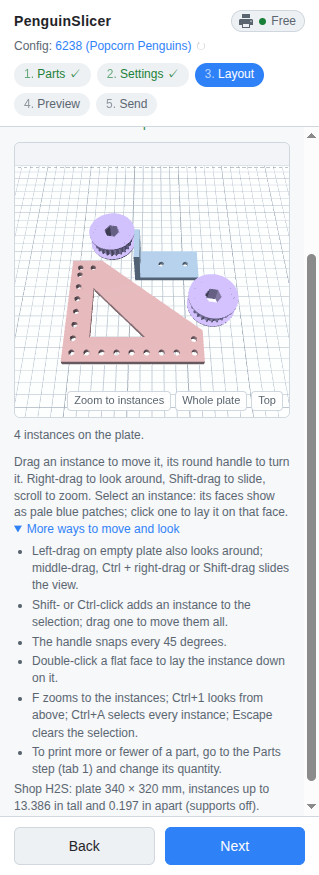 PenguinSlicer
Free
Config: 6238 (Popcorn Penguins)
1. Parts ✓
2. Settings ✓
3. Layout
4. Preview
5. Send
Zoom to instances
Whole plate
Top
4 instances on the plate.
Drag an instance to move it, its round handle to turn
it. Right-drag to look around, Shift-drag to slide,
scroll to zoom. Select an instance: its faces show
as pale blue patches; click one to lay it on that face.
▼ More ways to move and look
• Left-drag on empty plate also looks around;
middle-drag, Ctrl + right-drag or Shift-drag slides
the view.
• Shift- or Ctrl-click adds an instance to the
selection; drag one to move them all.
• The handle snaps every 45 degrees.
• Double-click a flat face to lay the instance down
on it.
• F zooms to the instances; Ctrl+1 looks from
above; Ctrl+A selects every instance; Escape
clears the selection.
• To print more or fewer of a part, go to the Parts
step (tab 1) and change its quantity.
Shop H2S: plate 340 × 320 mm, instances up to
13.386 in tall and 0.197 in apart (supports off).
Back
Next